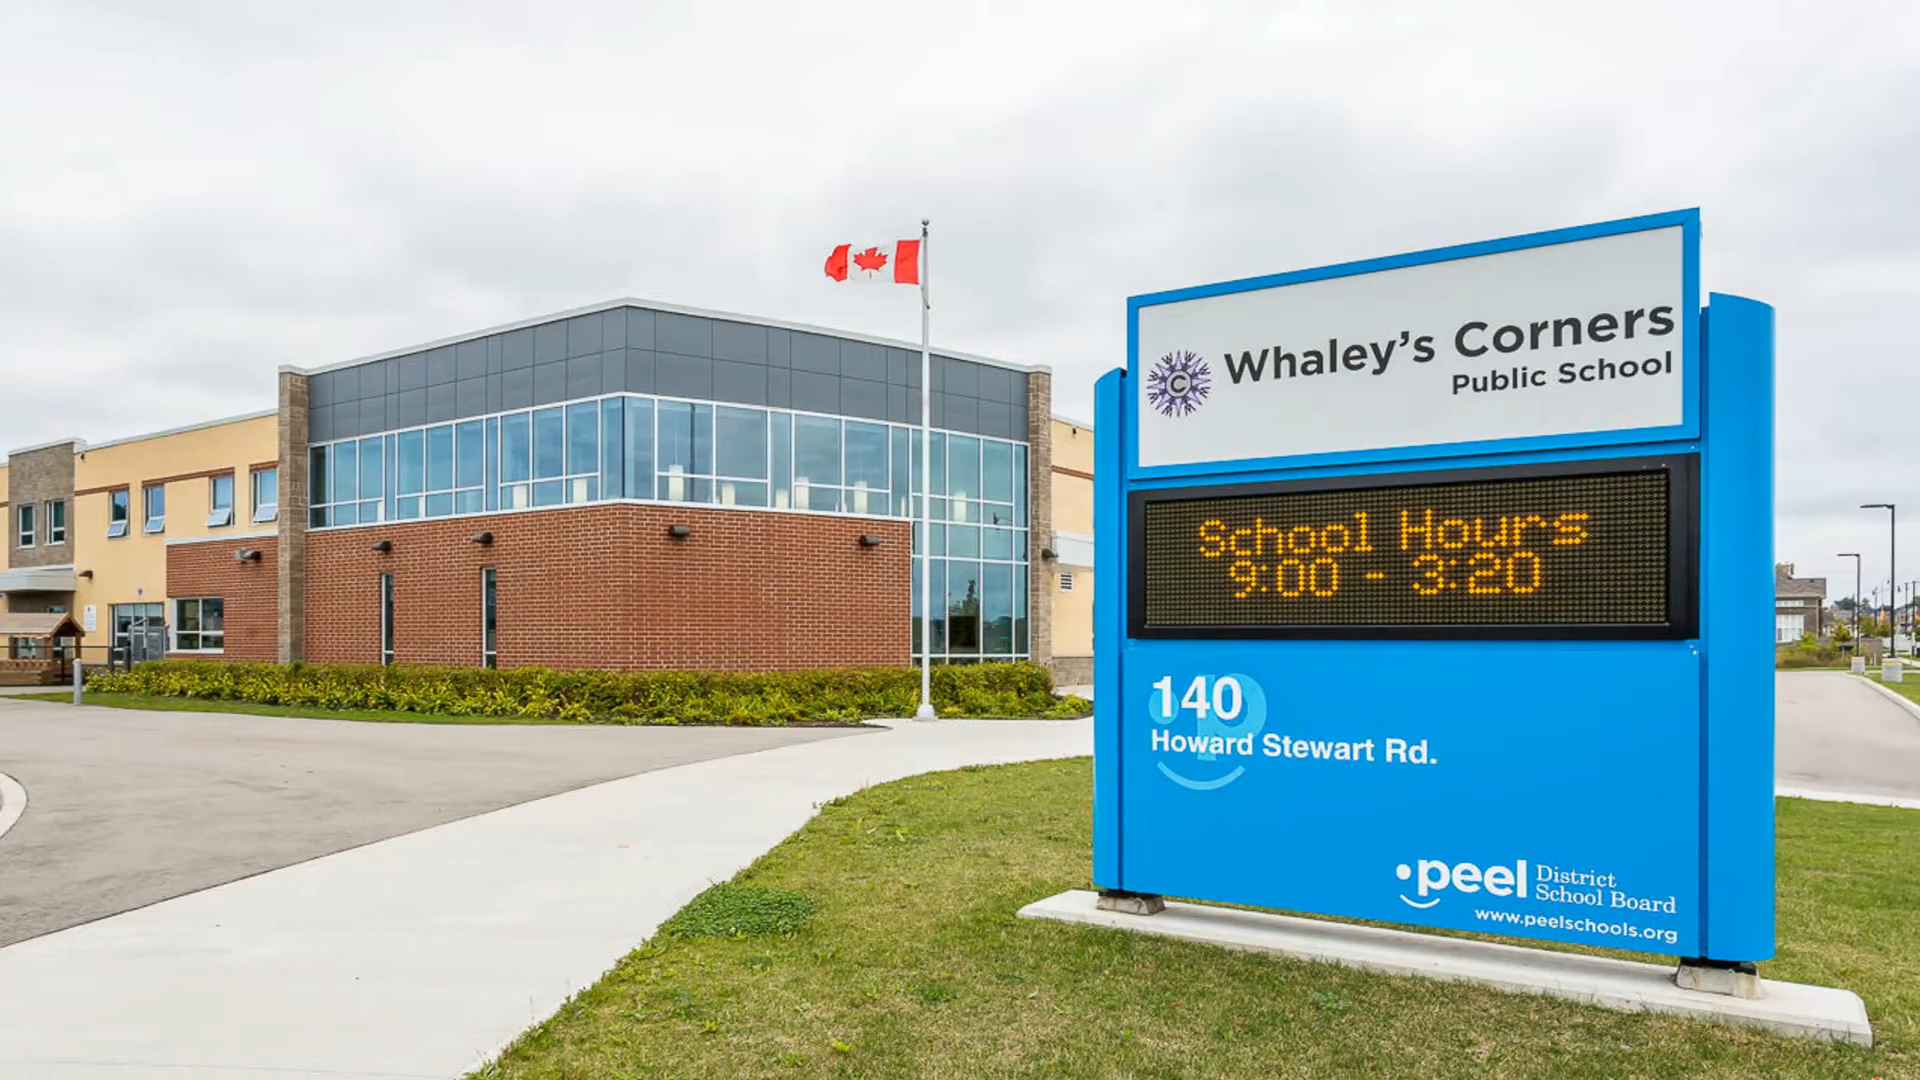 Whaley's Corners
Public School
School Hours
9:00 - 3:20
140
Howard Stewart Rd.
peel District
School Board
www.peelschools.org